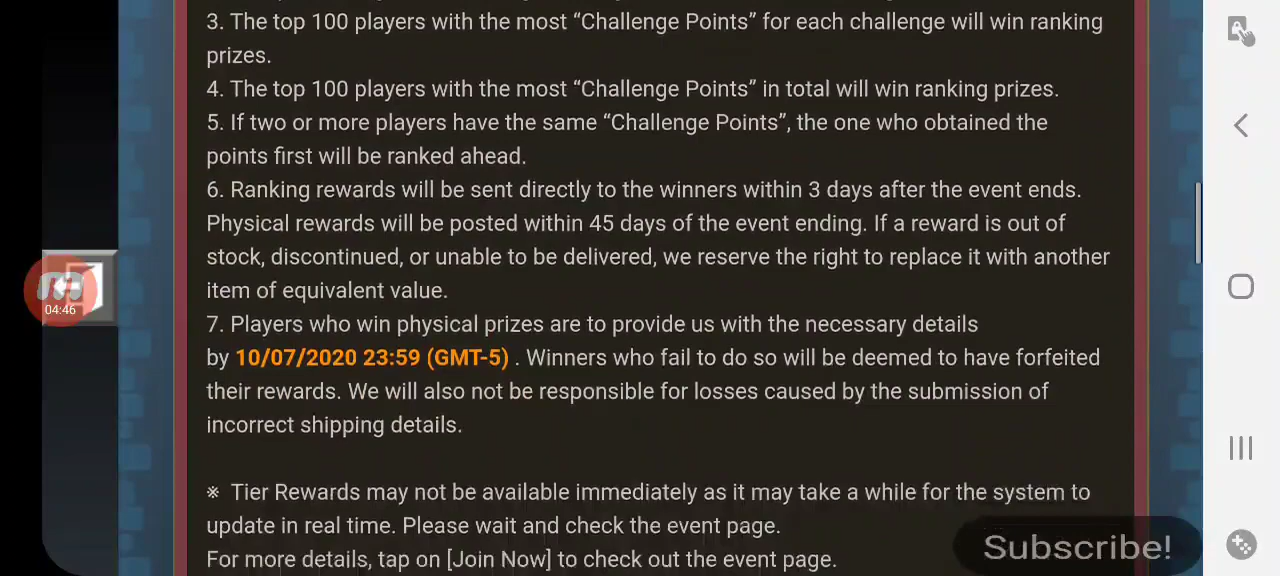 3. The top 100 players with the most “Challenge Points” for each challenge will win ranking
prizes.
4. The top 100 players with the most “Challenge Points” in total will win ranking prizes.
5. If two or more players have the same “Challenge Points”, the one who obtained the
points first will be ranked ahead.
6. Ranking rewards will be sent directly to the winners within 3 days after the event ends.
Physical rewards will be posted within 45 days of the event ending. If a reward is out of
stock, discontinued, or unable to be delivered, we reserve the right to replace it with another
item of equivalent value.
04:46
7. Players who win physical prizes are to provide us with the necessary details
by 10/07/2020 23:59 (GMT-5) . Winners who fail to do so will be deemed to have forfeited
their rewards. We will also not be responsible for losses caused by the submission of
incorrect shipping details.
※ Tier Rewards may not be available immediately as it may take a while for the system to
update in real time. Please wait and check the event page.
Subscribe!
For more details, tap on [Join Now] to check out the event page.